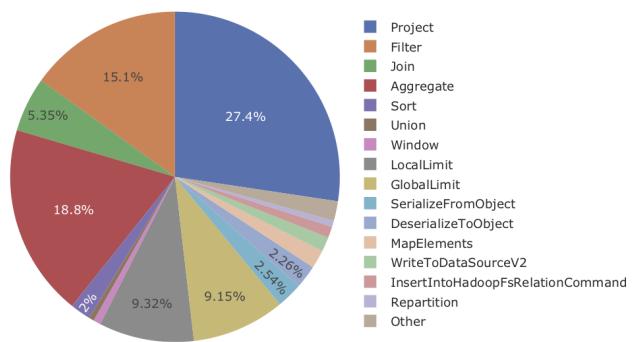 27.4%
15.1%
5.35%
18.8%
2%
9.32%
9.15%
2.54%
2.26%
Project
Filter
Join
Aggregate
Sort
Union
Window
LocalLimit
GlobalLimit
SerializeFromObject
DeserializeToObject
MapElements
WriteToDataSourceV2
InsertIntoHadoopFsRelationCommand
Repartition
Other